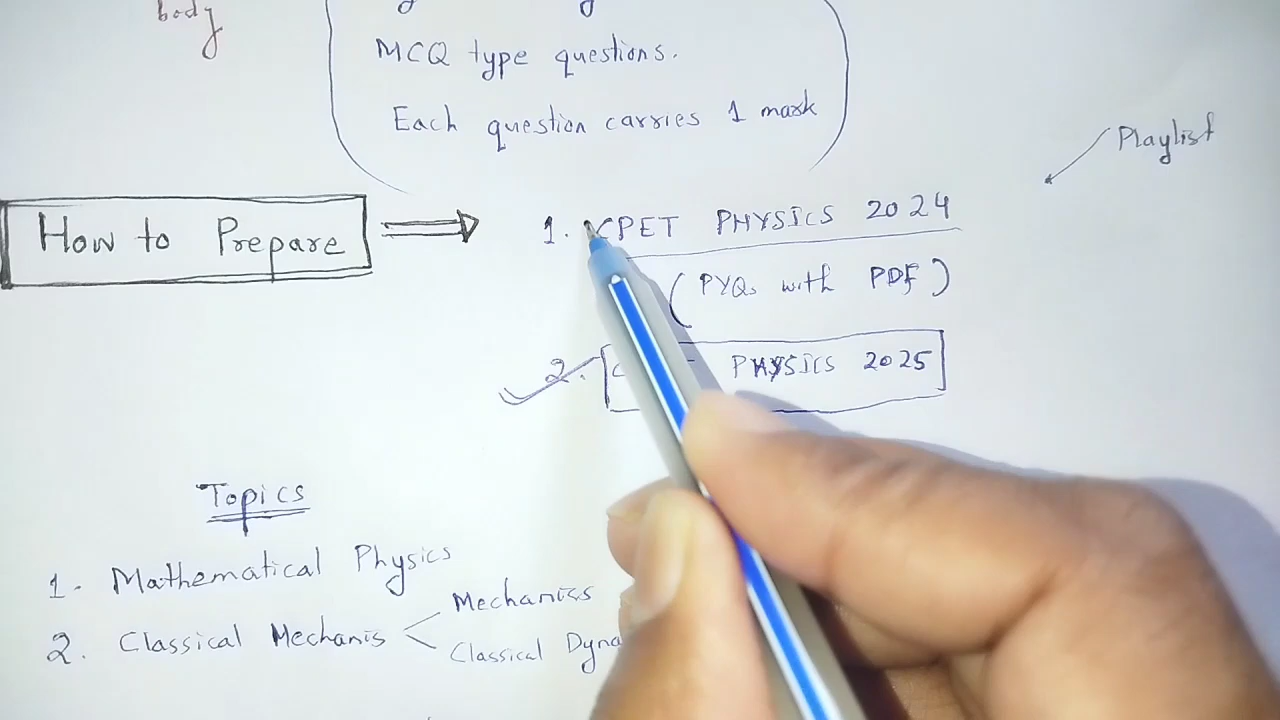 body
MCQ type questions.
Each question carries 1 mark
Playlist
How to Prepare
1. CPET PHYSICS 2024
(PYQs with PDF)
2. PHYSICS 2025
Topics
1. Mathematical Physics
2. Classical Mechanis
Mechanics
Classical